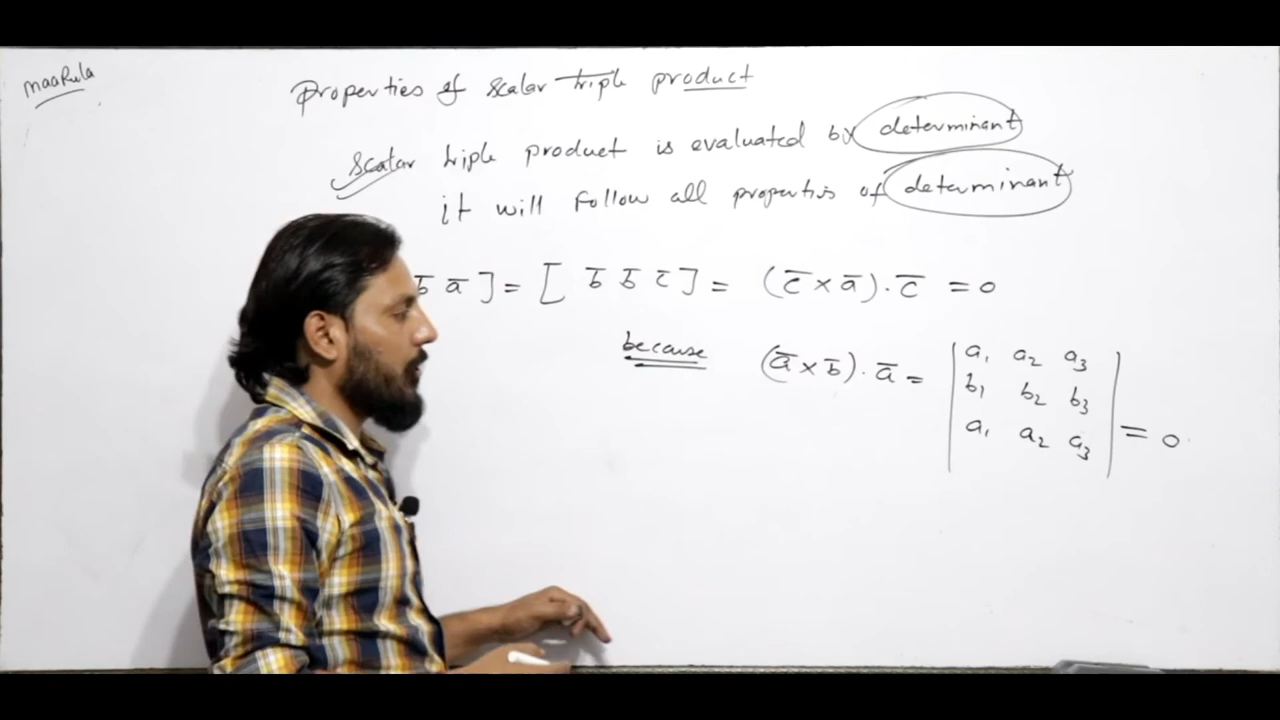 maaRula
Properties of scalar triple product
scalar triple product is evaluated by determinant
it will follow all properties of determinant
b̄ ā ] = [ b̄ b̄ c̄ ] = (c̄ × ā) . c̄ = 0
because (ā × b̄) . ā = | a₁ a₂ a₃
b₁ b₂ b₃
a₁ a₂ a₃ | = 0